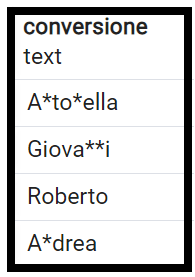 conversione
text
A*to*ella
Giova**i
Roberto
A*drea